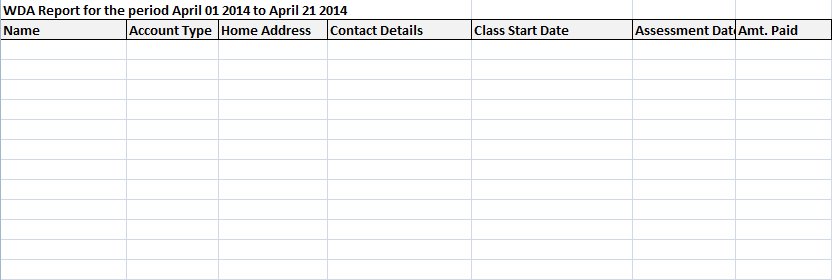 WDA Report for the period April 01 2014 to April 21 2014
Name Account Type Home Address Contact Details Class Start Date Assessment Dat Amt. Paid